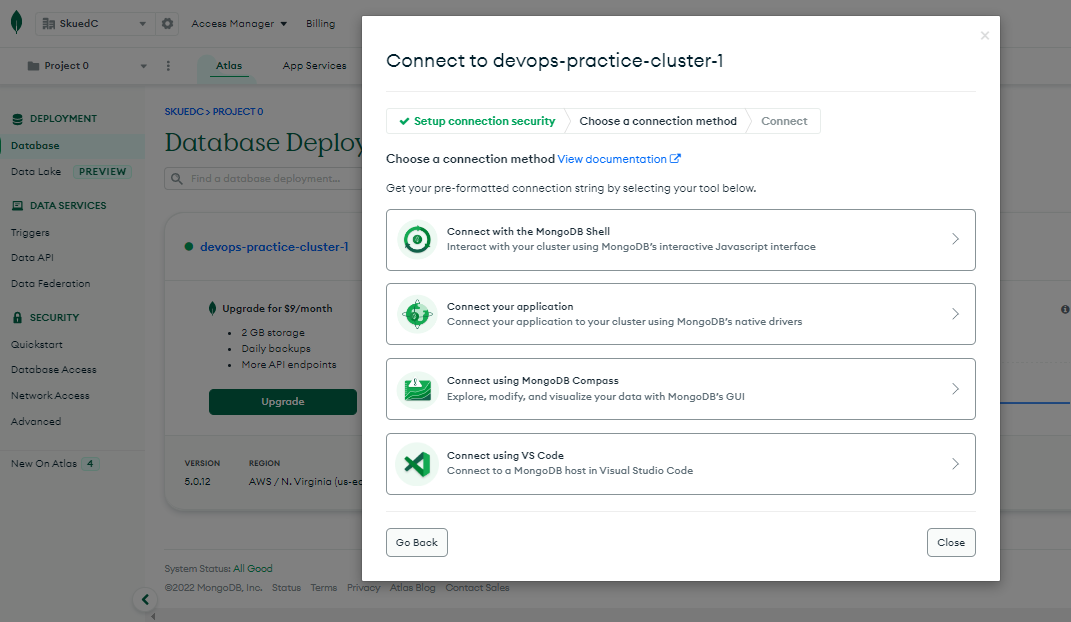 SkuedC
Access Manager
Billing
Project 0
Atlas
App Services
DEPLOYMENT
Database
Data Lake PREVIEW
DATA SERVICES
Triggers
Data API
Data Federation
SECURITY
Quickstart
Database Access
Network Access
Advanced
New On Atlas 4
SKUEDC > PROJECT 0
Database Deploy
Find a database deployment...
devops-practice-cluster-1
Upgrade for $9/month
2 GB storage
Daily backups
More API endpoints
Upgrade
VERSION
5.0.12
REGION
AWS / N. Virginia (us-ea
System Status: All Good
©2022 MongoDB, Inc. Status Terms Privacy Atlas Blog Contact Sales
Connect to devops-practice-cluster-1
Setup connection security
Choose a connection method
Connect
Choose a connection method View documentation
Get your pre-formatted connection string by selecting your tool below.
Connect with the MongoDB Shell
Interact with your cluster using MongoDB's interactive Javascript interface
Connect your application
Connect your application to your cluster using MongoDB's native drivers
Connect using MongoDB Compass
Explore, modify, and visualize your data with MongoDB's GUI
Connect using VS Code
Connect to a MongoDB host in Visual Studio Code
Go Back
Close